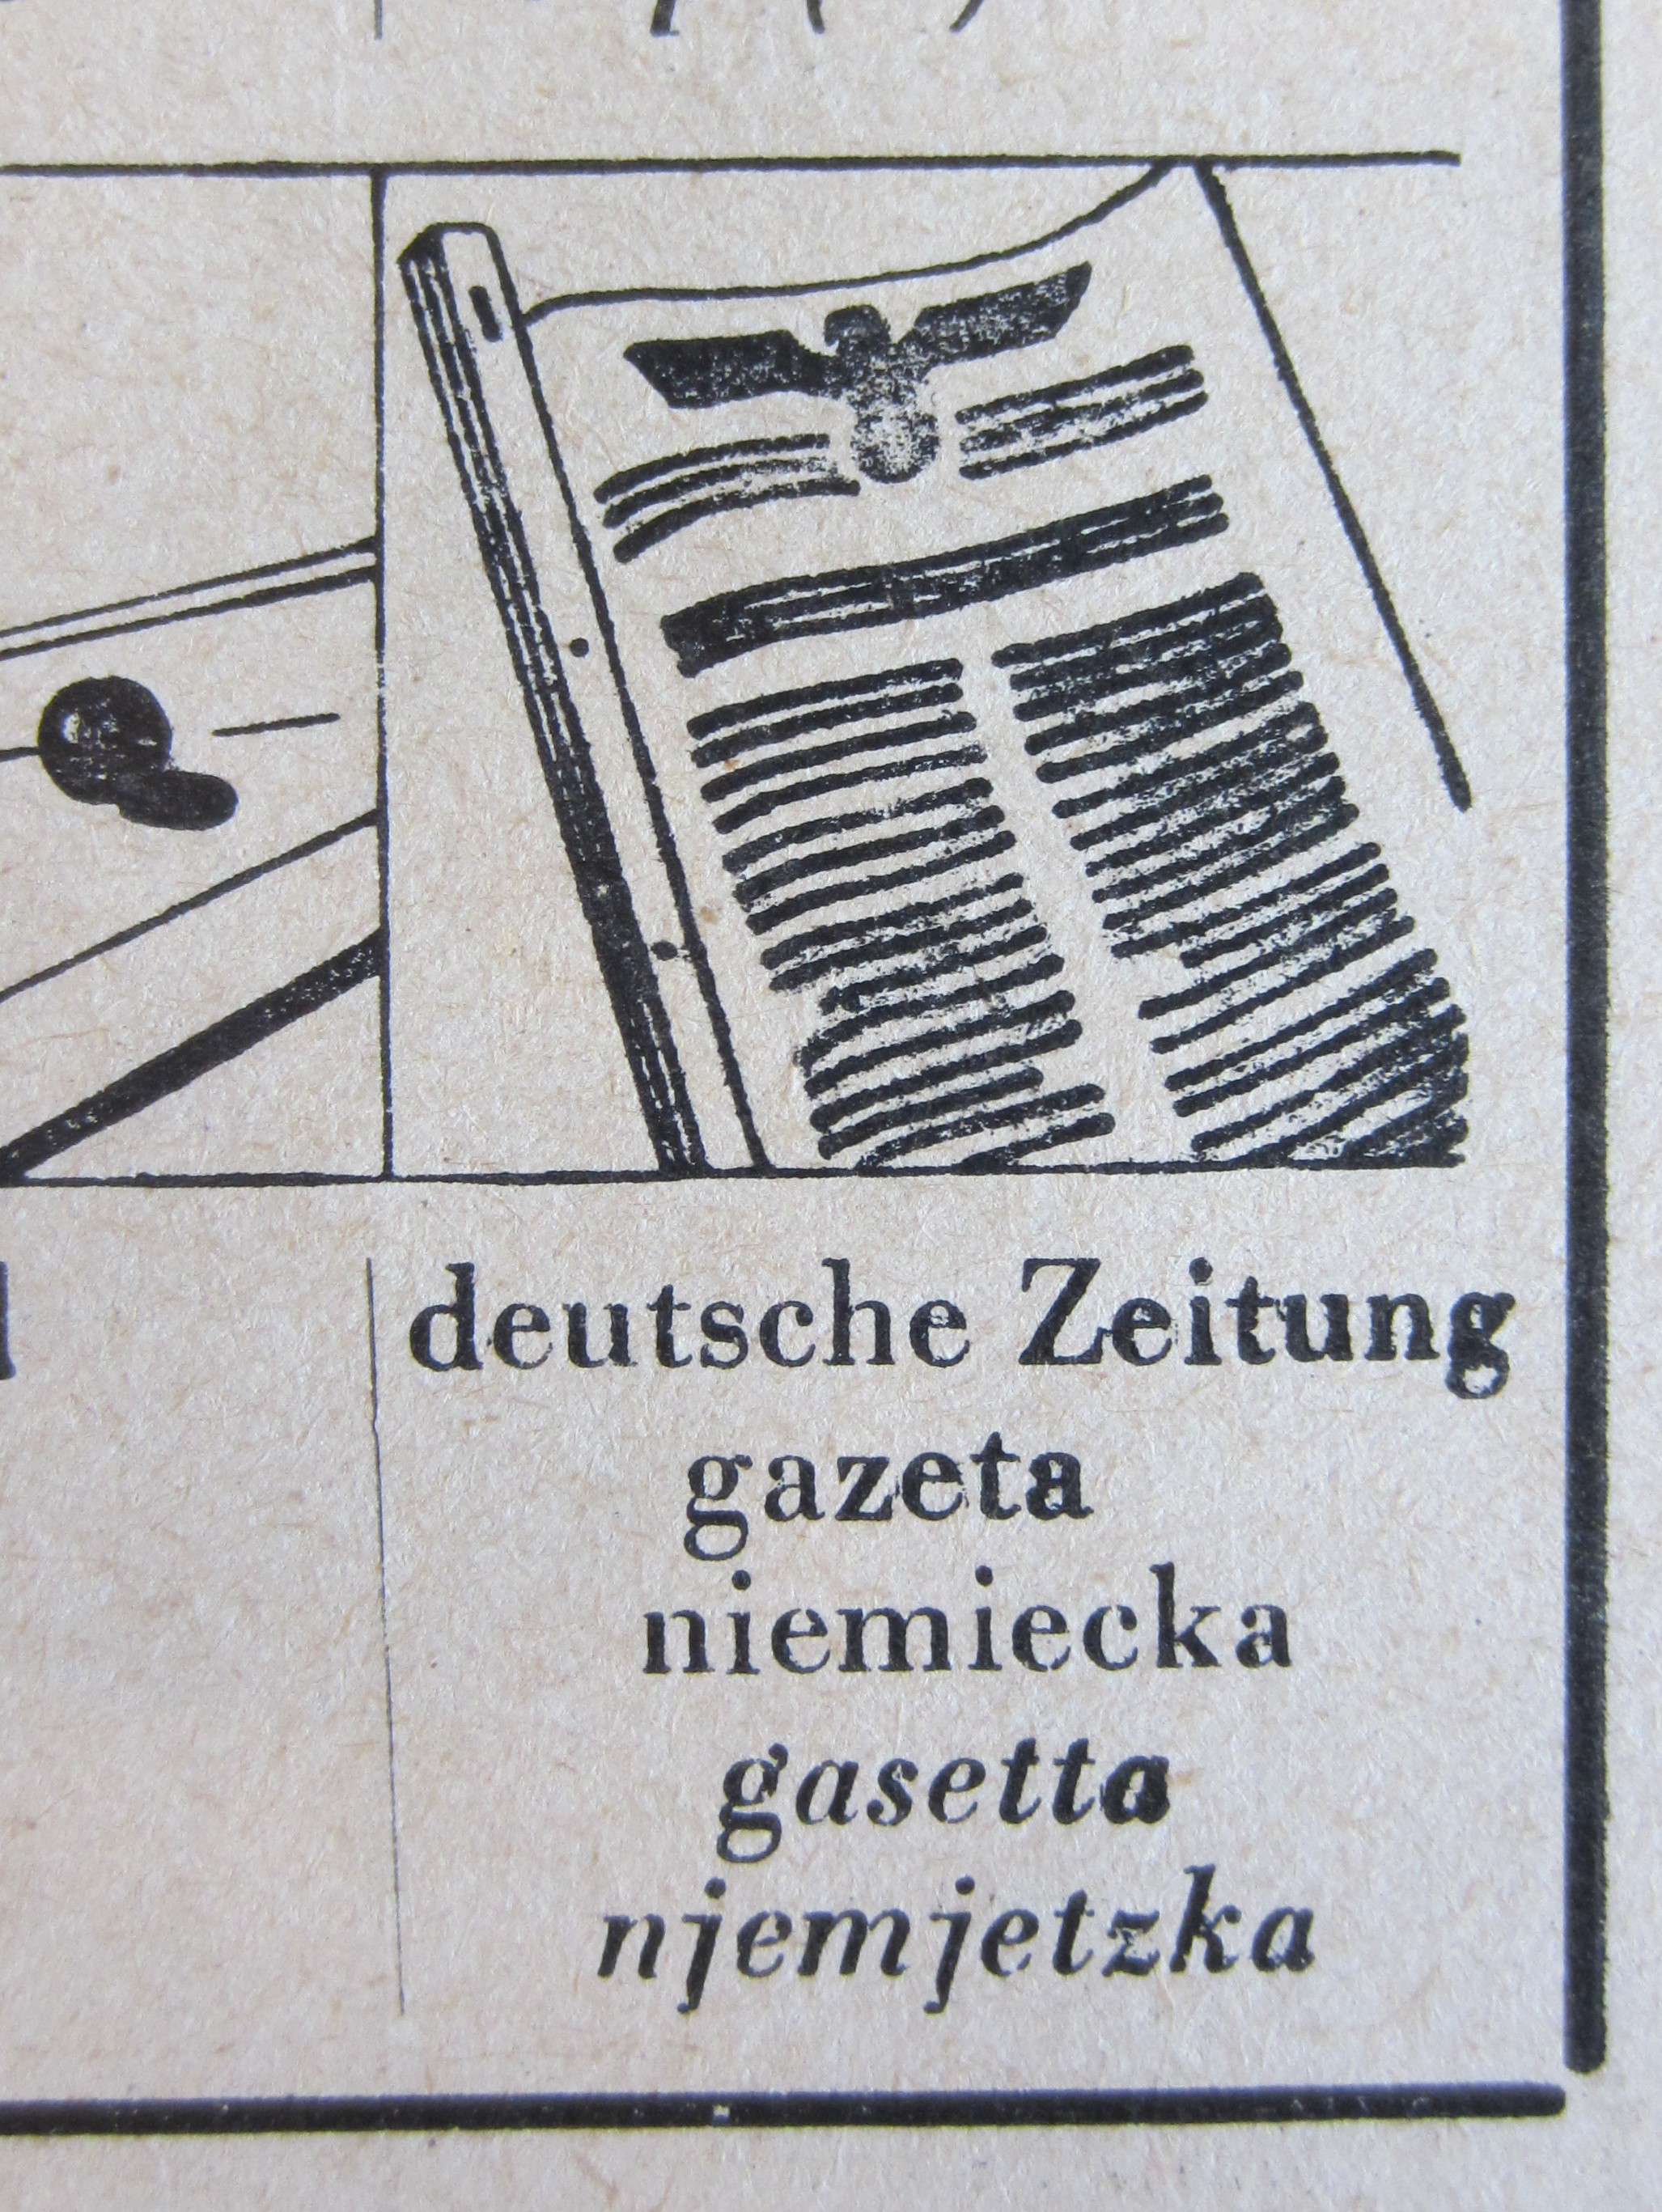 deutsche Zeitung
gazeta
niemiecka
gasetta
njemjetzka